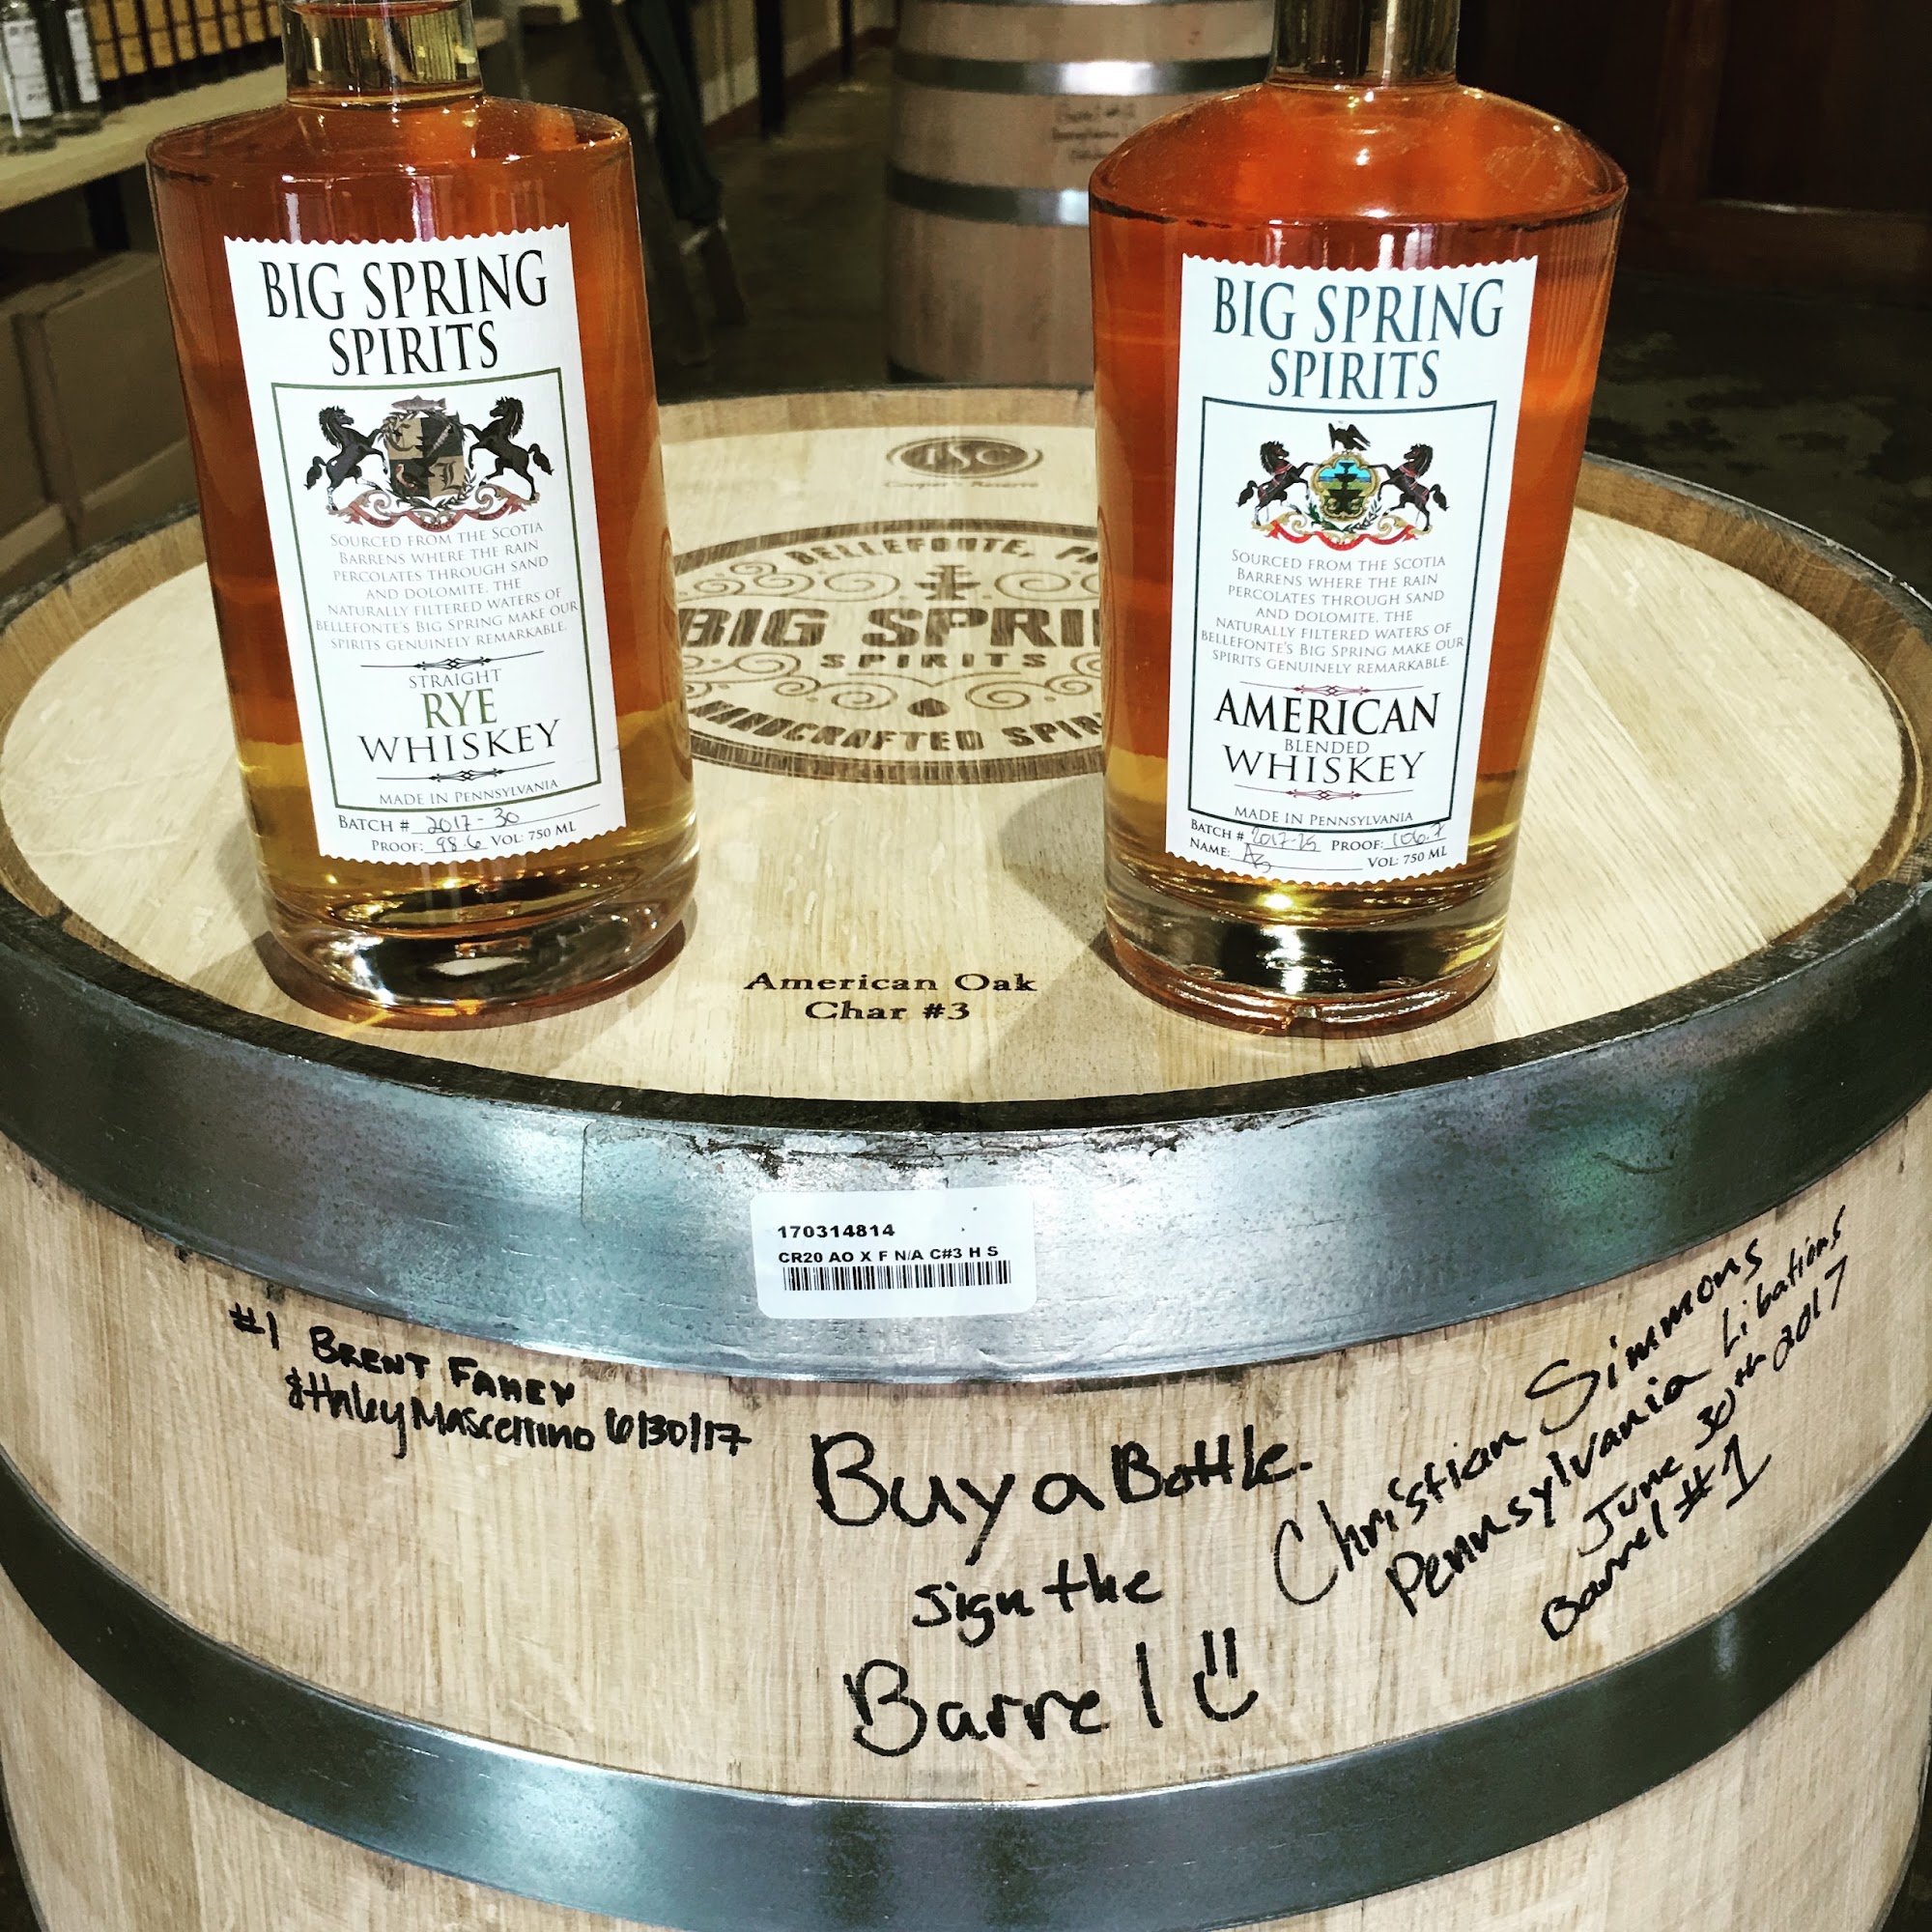 BIG SPRING
SPIRITS
SOURCED FROM THE SCOTIA
BARRENS WHERE THE RAIN
PERCOLATES THROUGH SAND
AND DOLOMITE. THE
NATURALLY FILTERED WATERS OF
BELLEFONTE'S BIG SPRING MAKE OUR
SPIRITS GENUINELY REMARKABLE.
STRAIGHT
RYE
WHISKEY
MADE IN PENNSYLVANIA
BATCH # 2017-30
PROOF: 98.6 VOL: 750 ML
BIG SPRING
SPIRITS
SOURCED FROM THE SCOTIA
BARRENS WHERE THE RAIN
PERCOLATES THROUGH SAND
AND DOLOMITE. THE
NATURALLY FILTERED WATERS OF
BELLEFONTE'S BIG SPRING MAKE OUR
SPIRITS GENUINELY REMARKABLE.
AMERICAN
BLENDED
WHISKEY
MADE IN PENNSYLVANIA
BATCH # 2017-25 PROOF: 106.7
NAME: VOL: 750 ML
ISC
Cooper's Reserve
BELLEFONTE, PA
BIG SPRI
SPIRITS
HANDCRAFTED SPIR
American Oak
Char #3
170314814
CR20 AO X F N/A C#3 H S
#1 BRENT FAHEY
& Haley Mascellino 6/30/17
Buy a Bottle.
sign the
Barrel
Christian Simmons
Pennsylvania Libations
June 30th 2017
Barrel #1